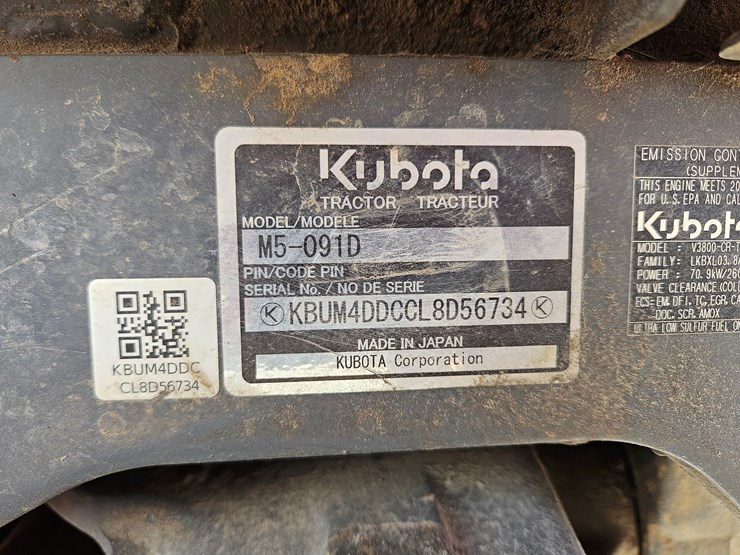 Kubota
TRACTOR TRACTEUR
MODEL/MODELE
M5-091D
PIN/CODE PIN
SERIAL No. / NO DE SERIE
KBUM4DDCCL8D56734
MADE IN JAPAN
KUBOTA Corporation
KBUM4DDC
CL8D56734
EMISSION
(SUPPLEM
THIS ENGINE MEETS 20
FOR U.S. EPA AND CAL
Kubota
MODEL : V3800-CR-T
FAMILY: LKBXL03.8
POWER : 70.9kW/260
VALVE CLEARANCE (COL
ECS: EM, DFI, TC, EGR, CA
DOC, SCR, AMOX
ULTRA LOW SULFUR FUEL ON